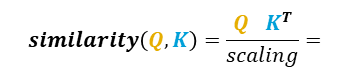 similarity(Q, K) = Q K^T / scaling =